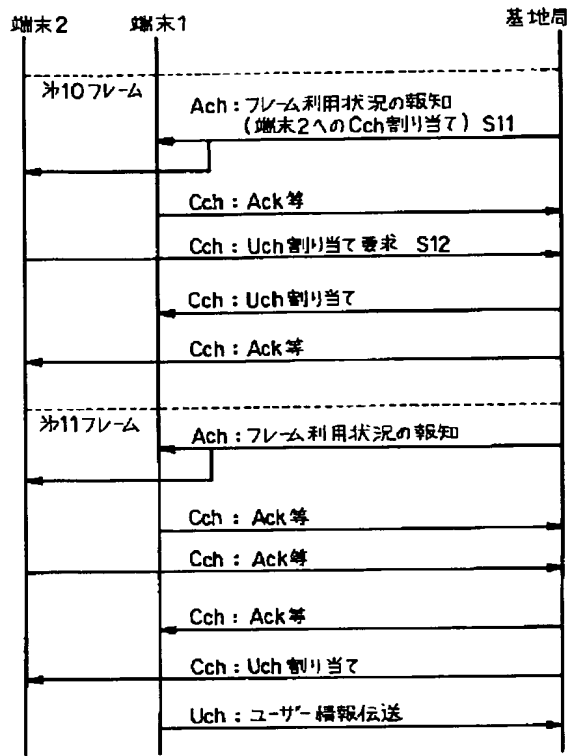 端末2
端末1
基地局
第10フレーム
Ach:フレーム利用状況の報知
(端末2へのCch割り当て) S11
Cch:Ack等
Cch:Uch割り当て要求 S12
Cch:Uch割り当て
Cch:Ack等
第11フレーム
Ach:フレーム利用状況の報知
Cch:Ack等
Cch:Ack等
Cch:Ack等
Cch:Uch割り当て
Uch:ユーザー情報伝送